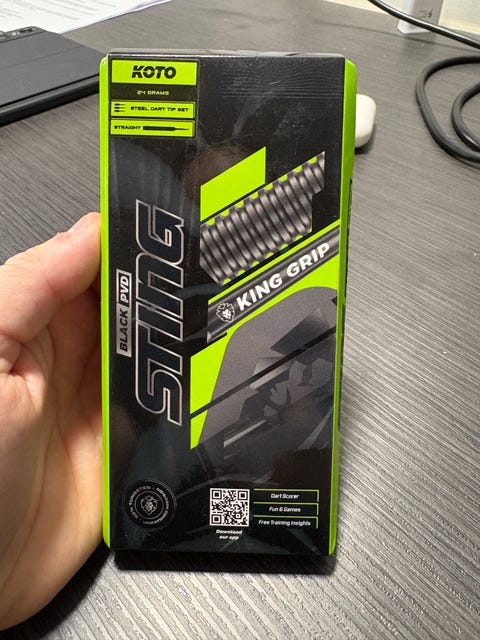 KOTO
24 GRAMS
STEEL DART TIP SET
STRAIGHT
BLACK PVD
STING
KING GRIP
Download
our app
Dart Scorer
Fun & Games
Free Training Insights